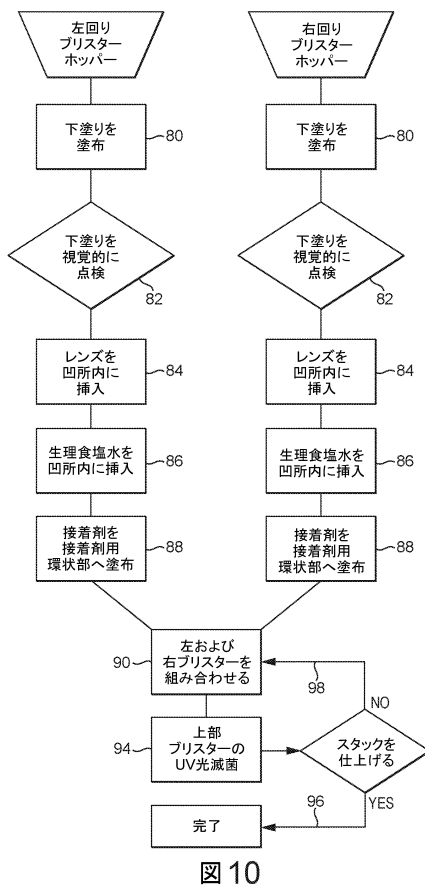 左回り
ブリスター
ホッパー
下塗りを
塗布
80
下塗りを
視覚的に
点検
82
レンズを
凹所内に
挿入
84
生理食塩水を
凹所内に挿入
86
接着剤を
接着剤用
環状部へ塗布
88
右回り
ブリスター
ホッパー
下塗りを
塗布
80
下塗りを
視覚的に
点検
82
レンズを
凹所内に
挿入
84
生理食塩水を
凹所内に挿入
86
接着剤を
接着剤用
環状部へ塗布
88
90
左および
右ブリスターを
組み合わせる
98
NO
94
上部
ブリスターの
UV光滅菌
スタックを
仕上げる
YES
96
完了
図10